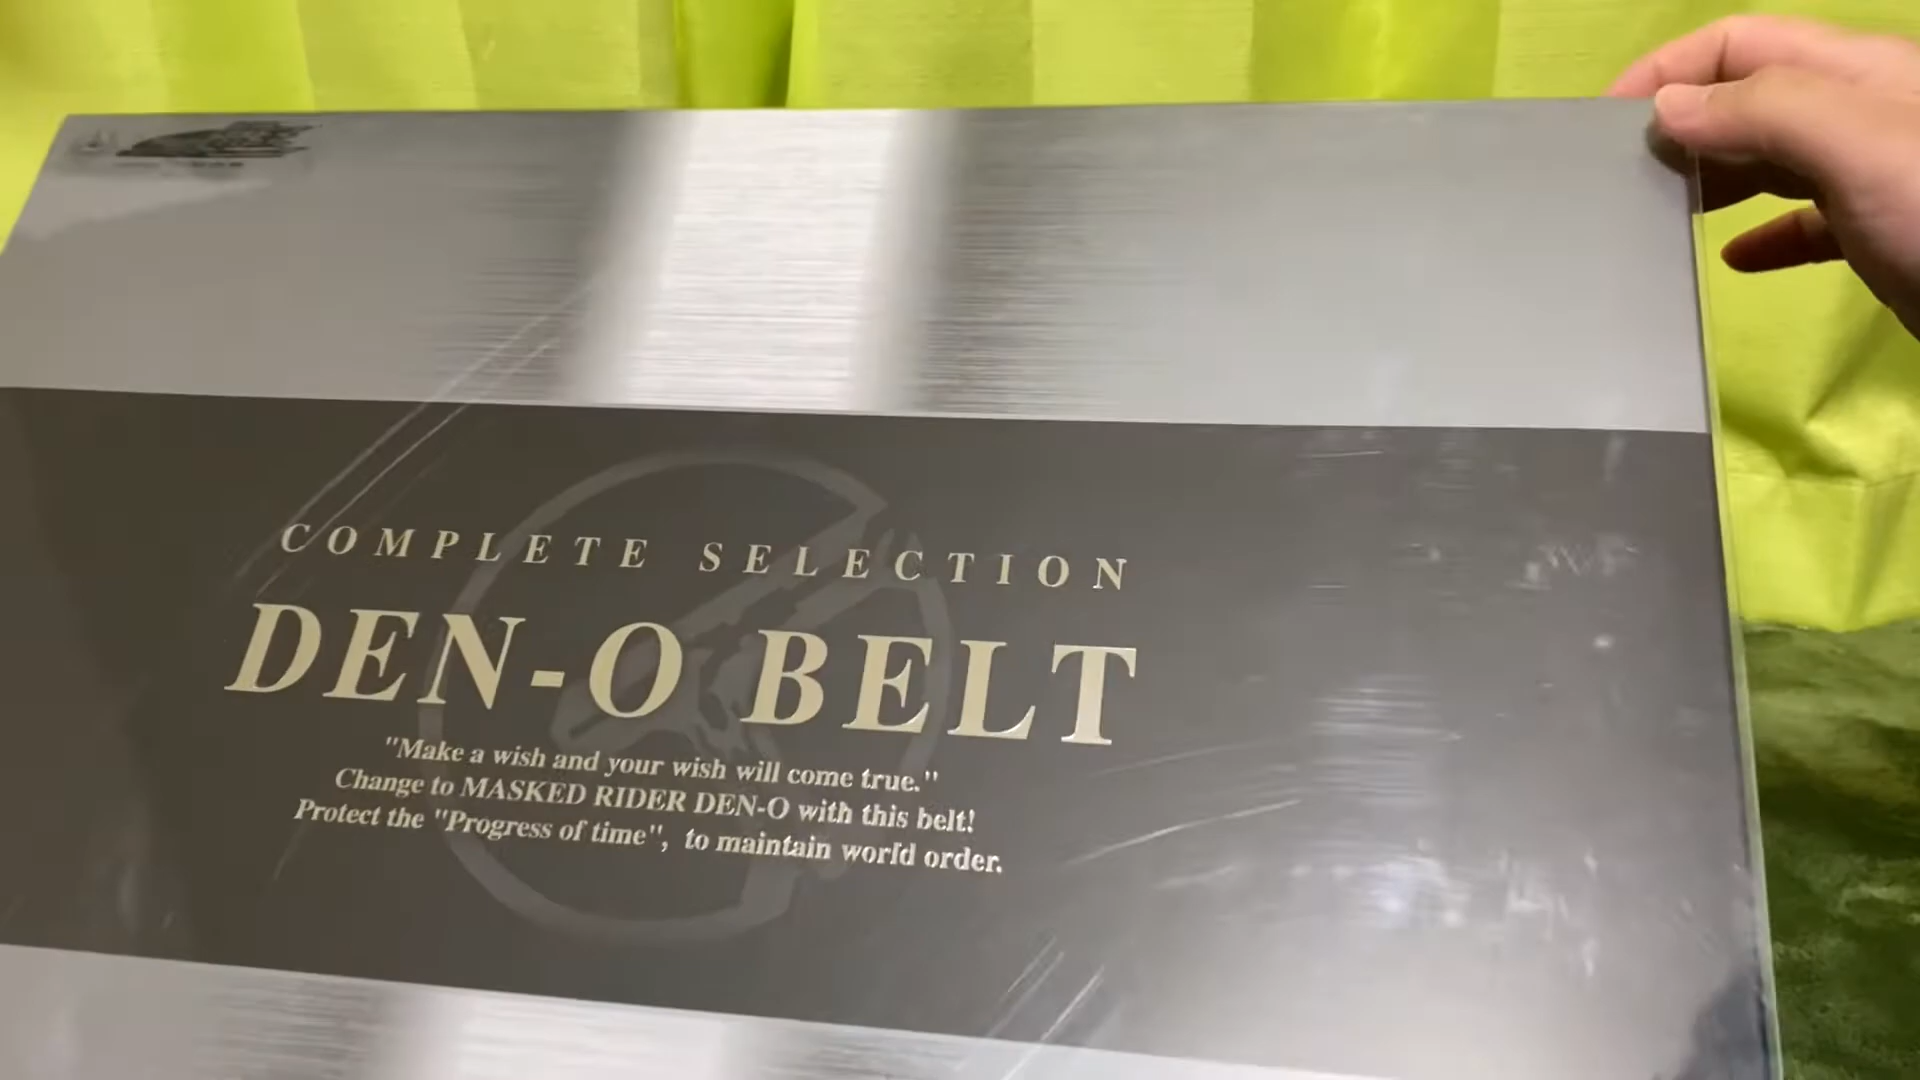 COMPLETE SELECTION
DEN-O BELT
"Make a wish and your wish will come true."
Change to MASKED RIDER DEN-O with this belt!
Protect the "Progress of time", to maintain world order.